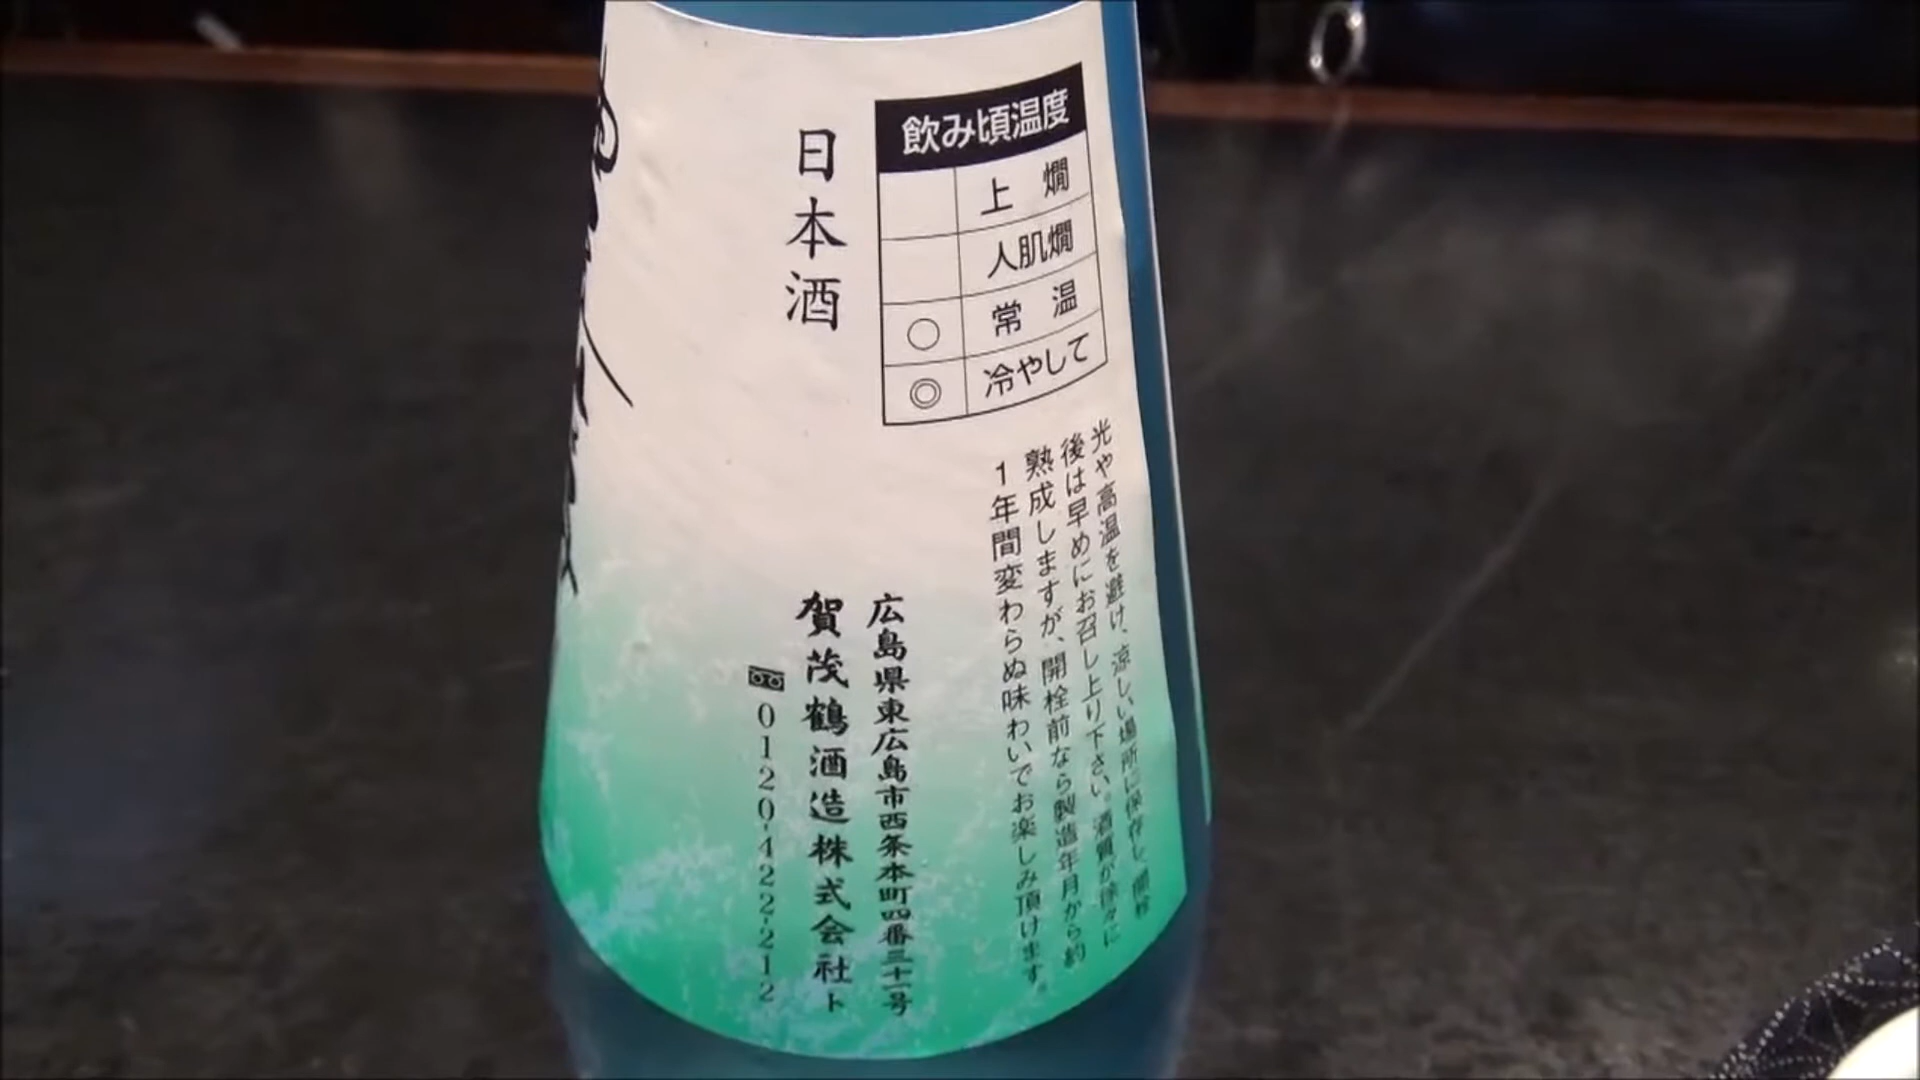 飲み頃温度
上燗
人肌燗
○ 常温
◎ 冷やして
光や高温を避け、涼しい場所に保存し、開栓
後は早めにお召し上り下さい。酒質が徐々に
熟成しますが、開栓前なら製造年月から約
1年間変わらぬ味わいでお楽しみ頂けます。
日本酒
広島県東広島市西条本町四番三十一号
賀茂鶴酒造株式会社ト
0120-422-212